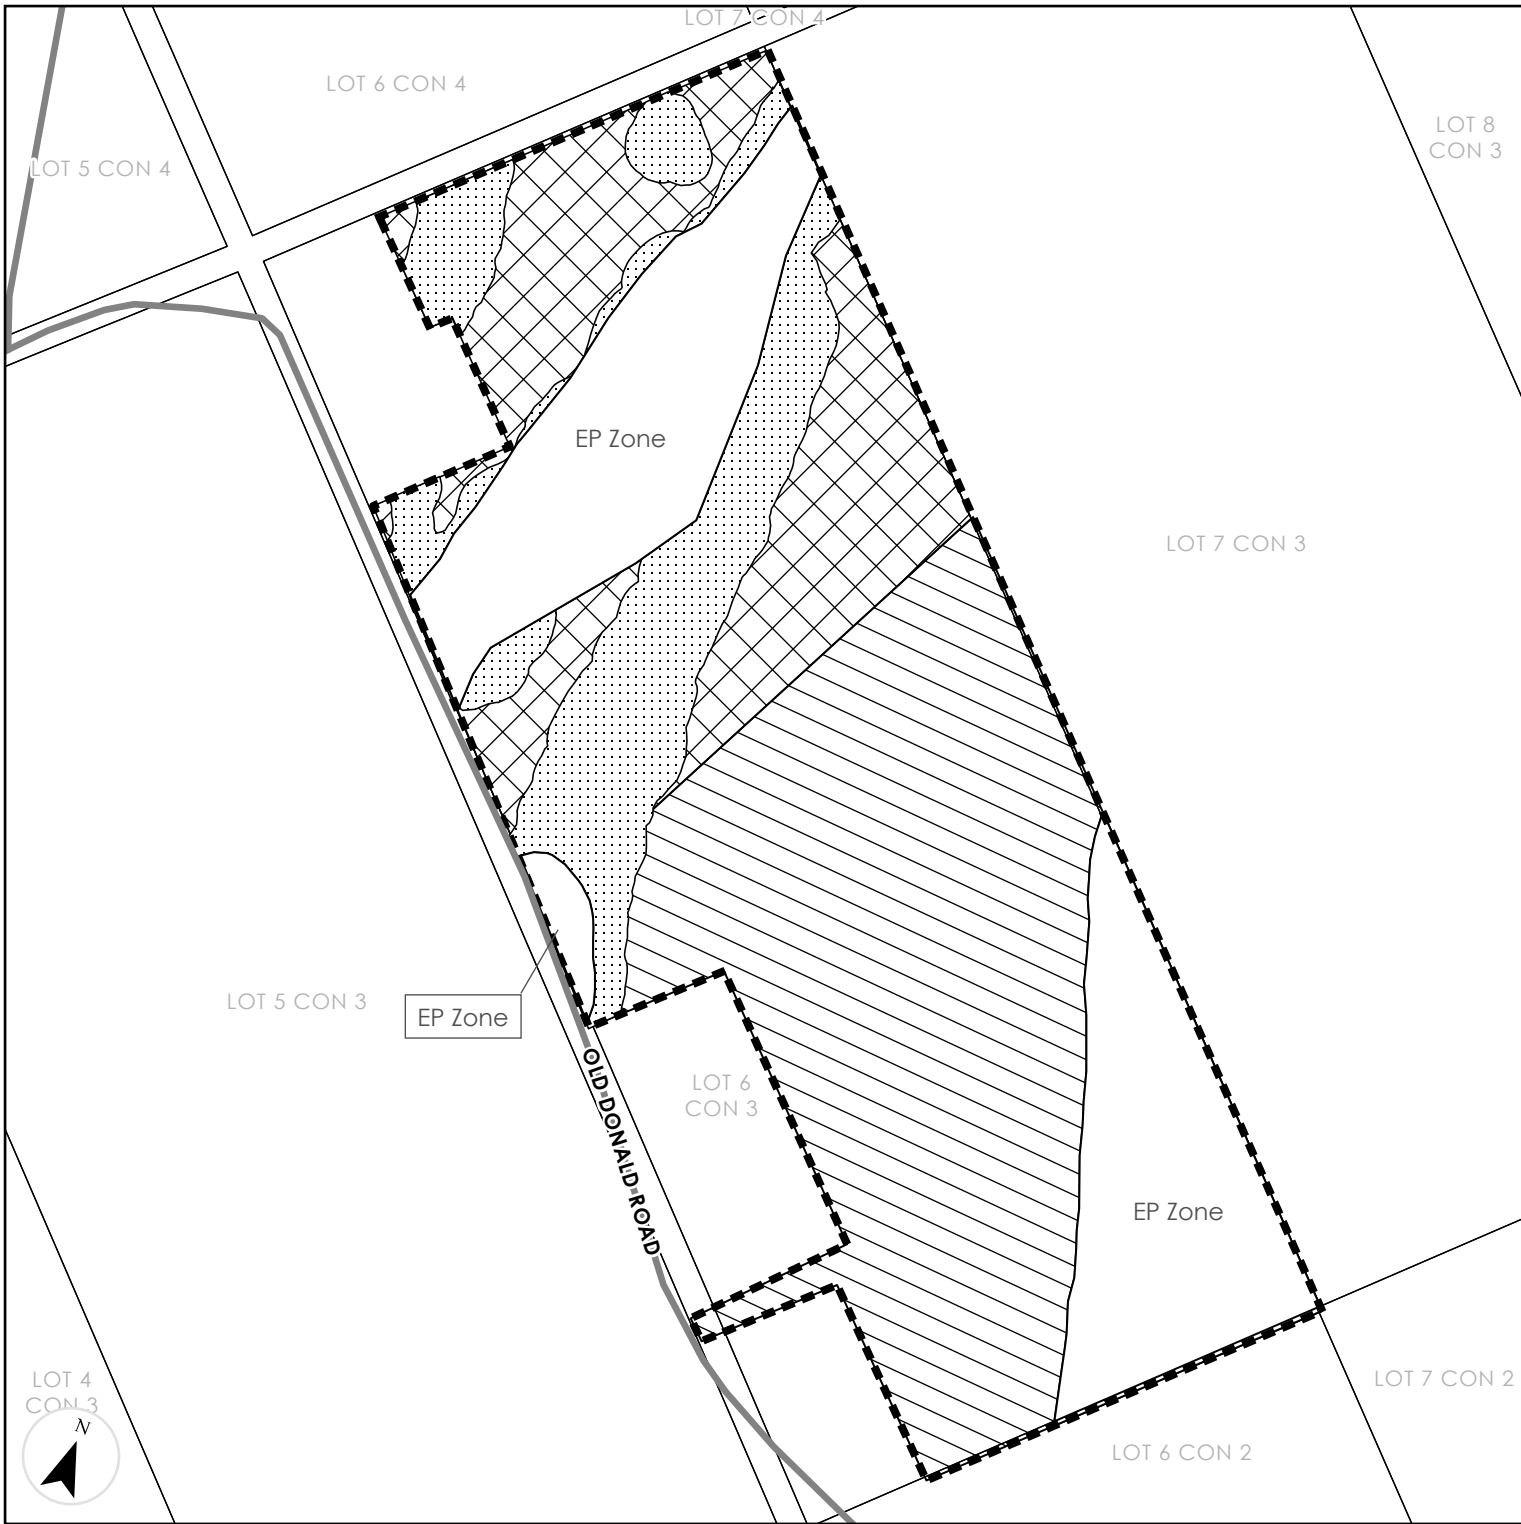 LOT 7 CON 4
LOT 6 CON 4
LOT 8
CON 3
LOT 5 CON 4
EP Zone
LOT 7 CON 3
LOT 5 CON 3
EP Zone
OLD DONALD ROAD
LOT 6
CON 3
EP Zone
LOT 4
CON 3
LOT 7 CON 2
N
LOT 6 CON 2